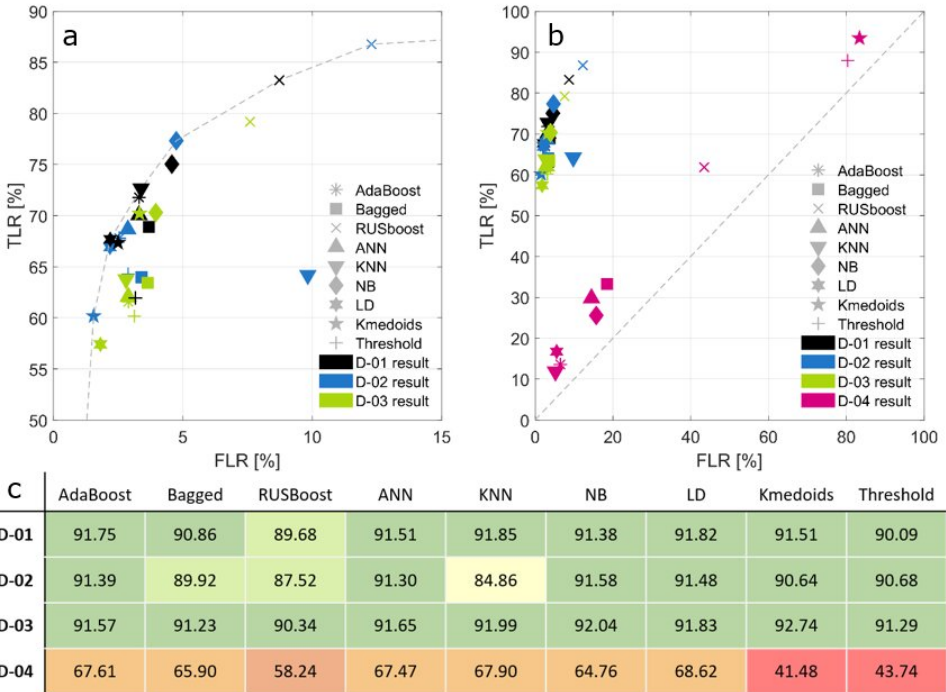 a
90
85
80
75
70
65
60
55
50
TLR [%]
0 5 10 15
FLR [%]
AdaBoost
Bagged
RUSboost
ANN
KNN
NB
LD
Kmedoids
Threshold
D-01 result
D-02 result
D-03 result
b
100
90
80
70
60
50
40
30
20
10
0
TLR [%]
0 20 40 60 80 100
FLR [%]
AdaBoost
Bagged
RUSboost
ANN
KNN
NB
LD
Kmedoids
Threshold
D-01 result
D-02 result
D-03 result
D-04 result
c AdaBoost Bagged RUSBoost ANN KNN NB LD Kmedoids Threshold
D-01 91.75 90.86 89.68 91.51 91.85 91.38 91.82 91.51 90.09
D-02 91.39 89.92 87.52 91.30 84.86 91.58 91.48 90.64 90.68
D-03 91.57 91.23 90.34 91.65 91.99 92.04 91.83 92.74 91.29
D-04 67.61 65.90 58.24 67.47 67.90 64.76 68.62 41.48 43.74